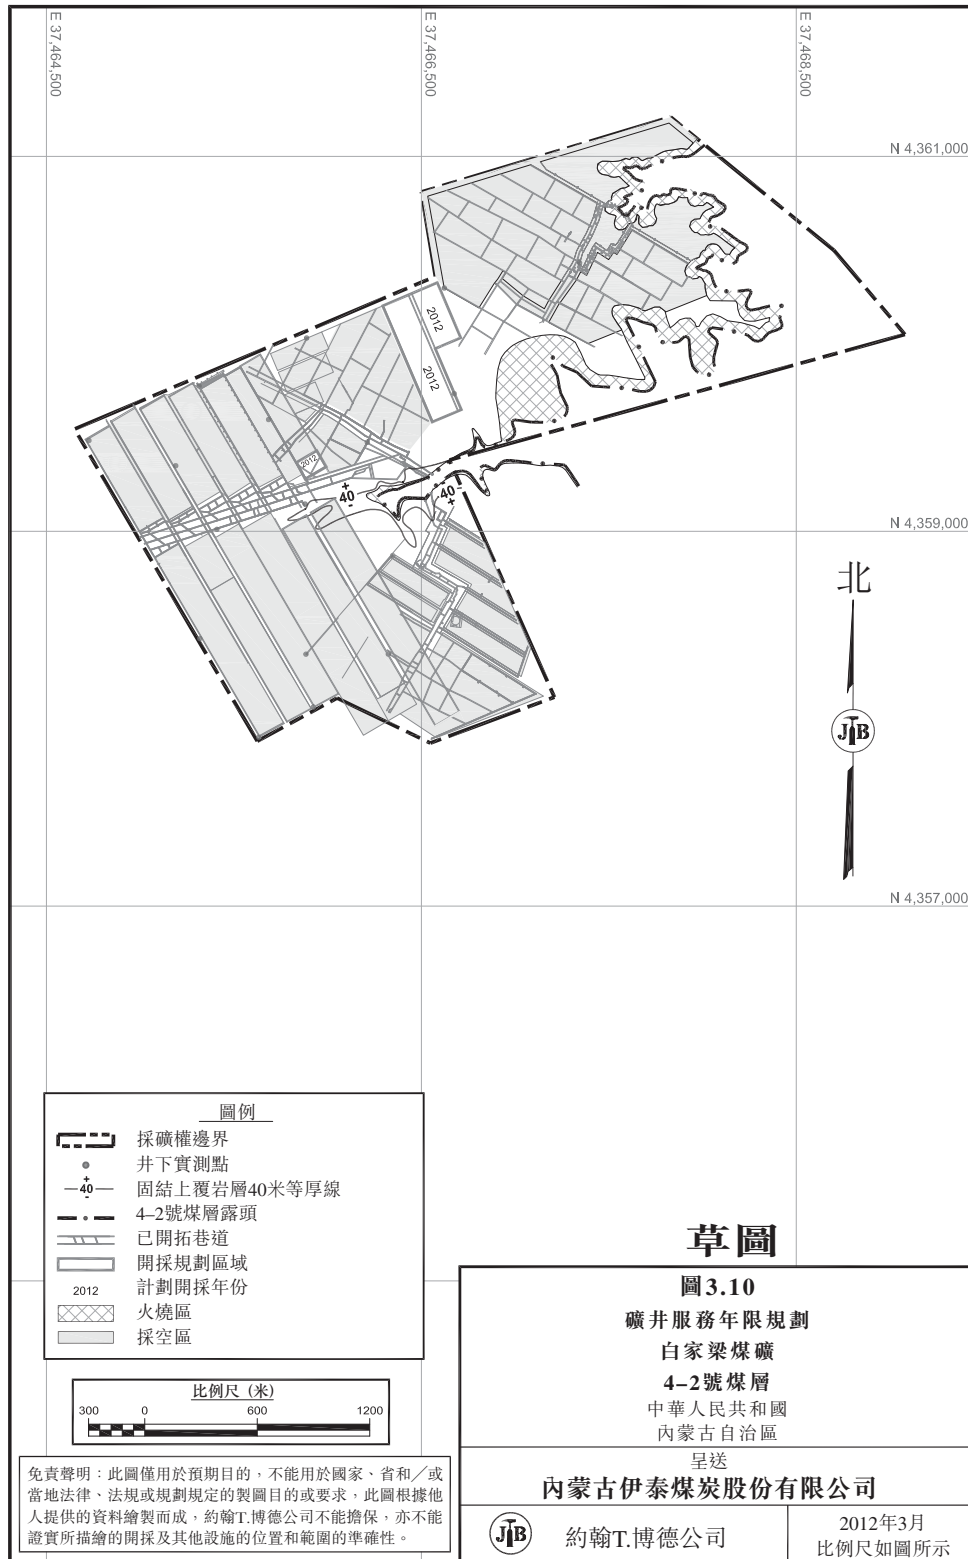 E 37,464,500
E 37,466,500
E 37,468,500
N 4,361,000
2012
2012
2012
+
40
-
-
40
+
N 4,359,000
北
JTB
N 4,357,000
圖例
採礦權邊界
井下實測點
+
40
-
固結上覆岩層40米等厚線
4–2號煤層露頭
已開拓巷道
開採規劃區域
2012
計劃開採年份
火燒區
採空區
比例尺 (米)
300 0 600 1200
免責聲明：此圖僅用於預期目的，不能用於國家、省和／或
當地法律、法規或規劃規定的製圖目的或要求，此圖根據他
人提供的資料繪製而成，約翰T.博德公司不能擔保，亦不能
證實所描繪的開採及其他設施的位置和範圍的準確性。
草圖
圖3.10
礦井服務年限規劃
白家梁煤礦
4–2號煤層
中華人民共和國
內蒙古自治區
呈送
內蒙古伊泰煤炭股份有限公司
JTB
約翰T.博德公司
2012年3月
比例尺如圖所示